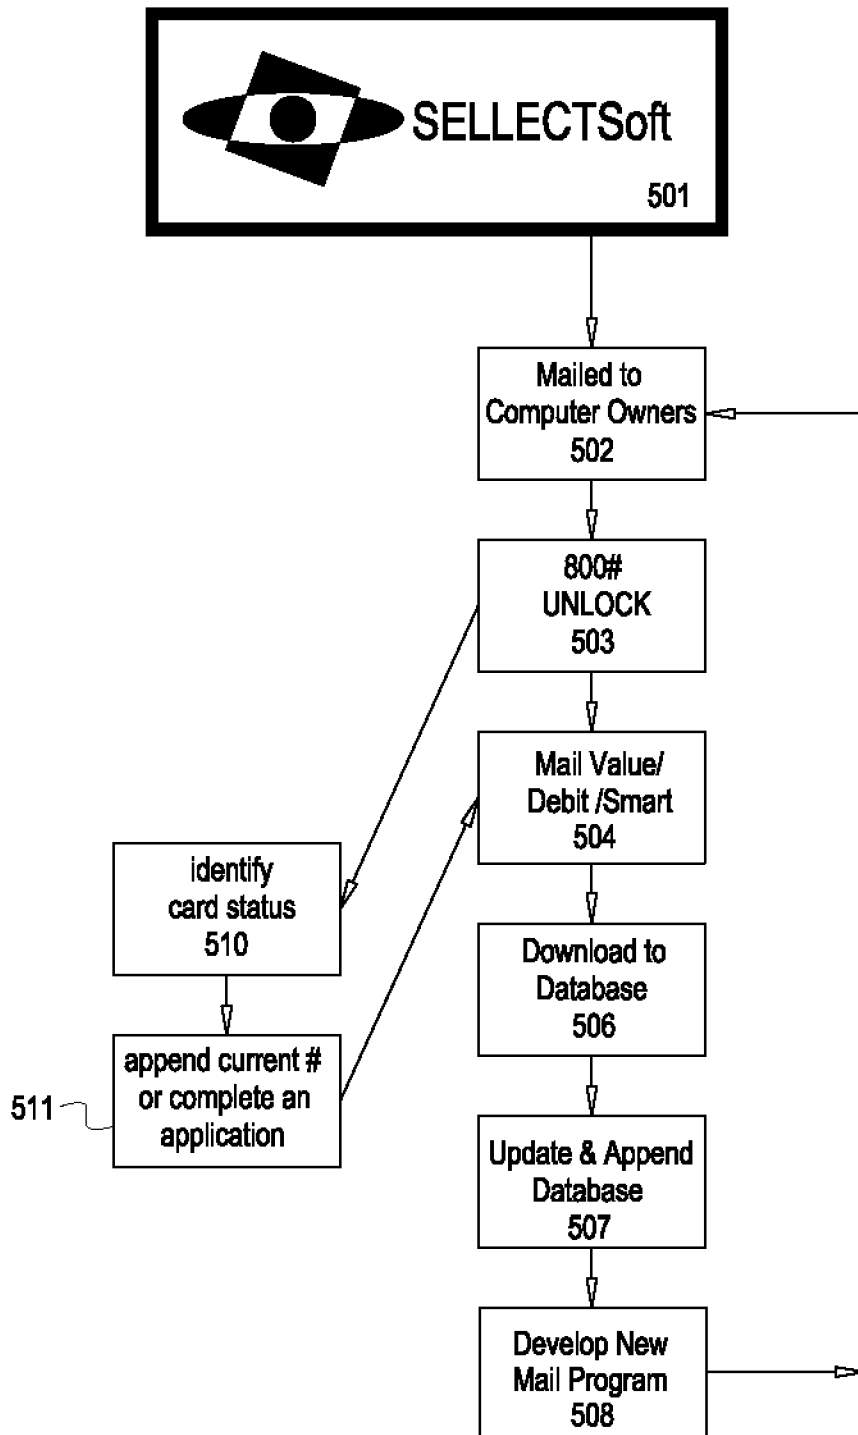 SELLECTSoft
501
Mailed to
Computer Owners
502
800#
UNLOCK
503
Mail Value/
Debit /Smart
504
identify
card status
510
Download to
Database
506
append current #
or complete an
application
511
Update & Append
Database
507
Develop New
Mail Program
508